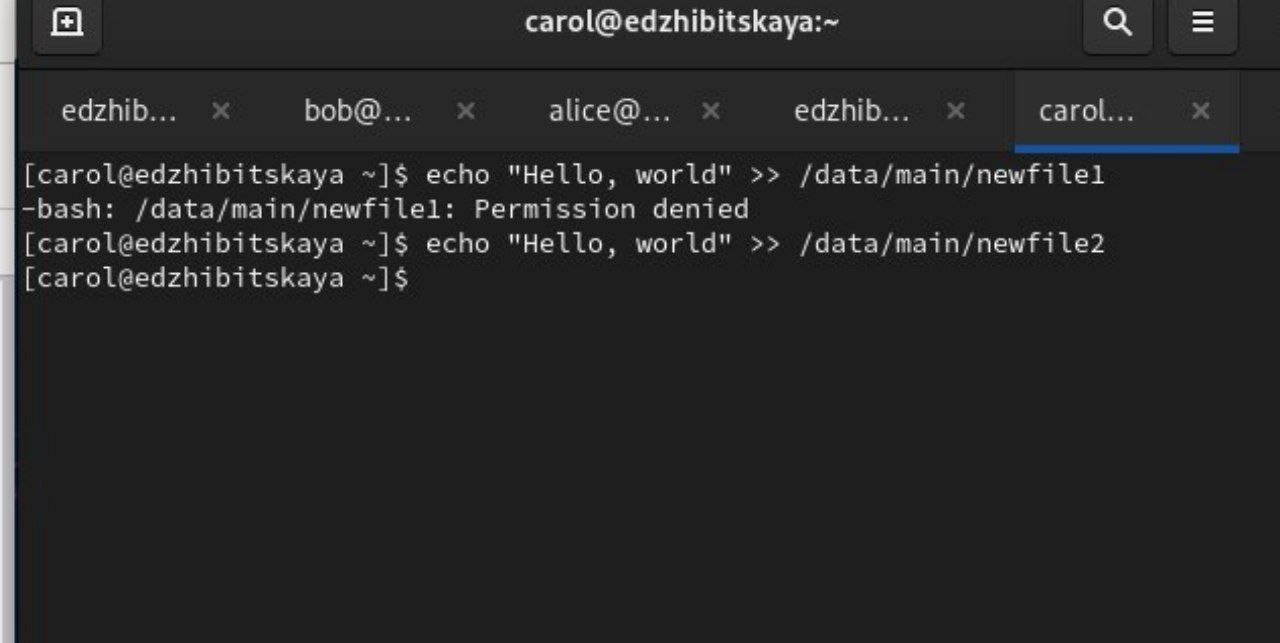 carol@edzhibitskaya:~
edzhib... bob@... alice@... edzhib... carol...
[carol@edzhibitskaya ~]$ echo "Hello, world" >> /data/main/newfile1
-bash: /data/main/newfile1: Permission denied
[carol@edzhibitskaya ~]$ echo "Hello, world" >> /data/main/newfile2
[carol@edzhibitskaya ~]$